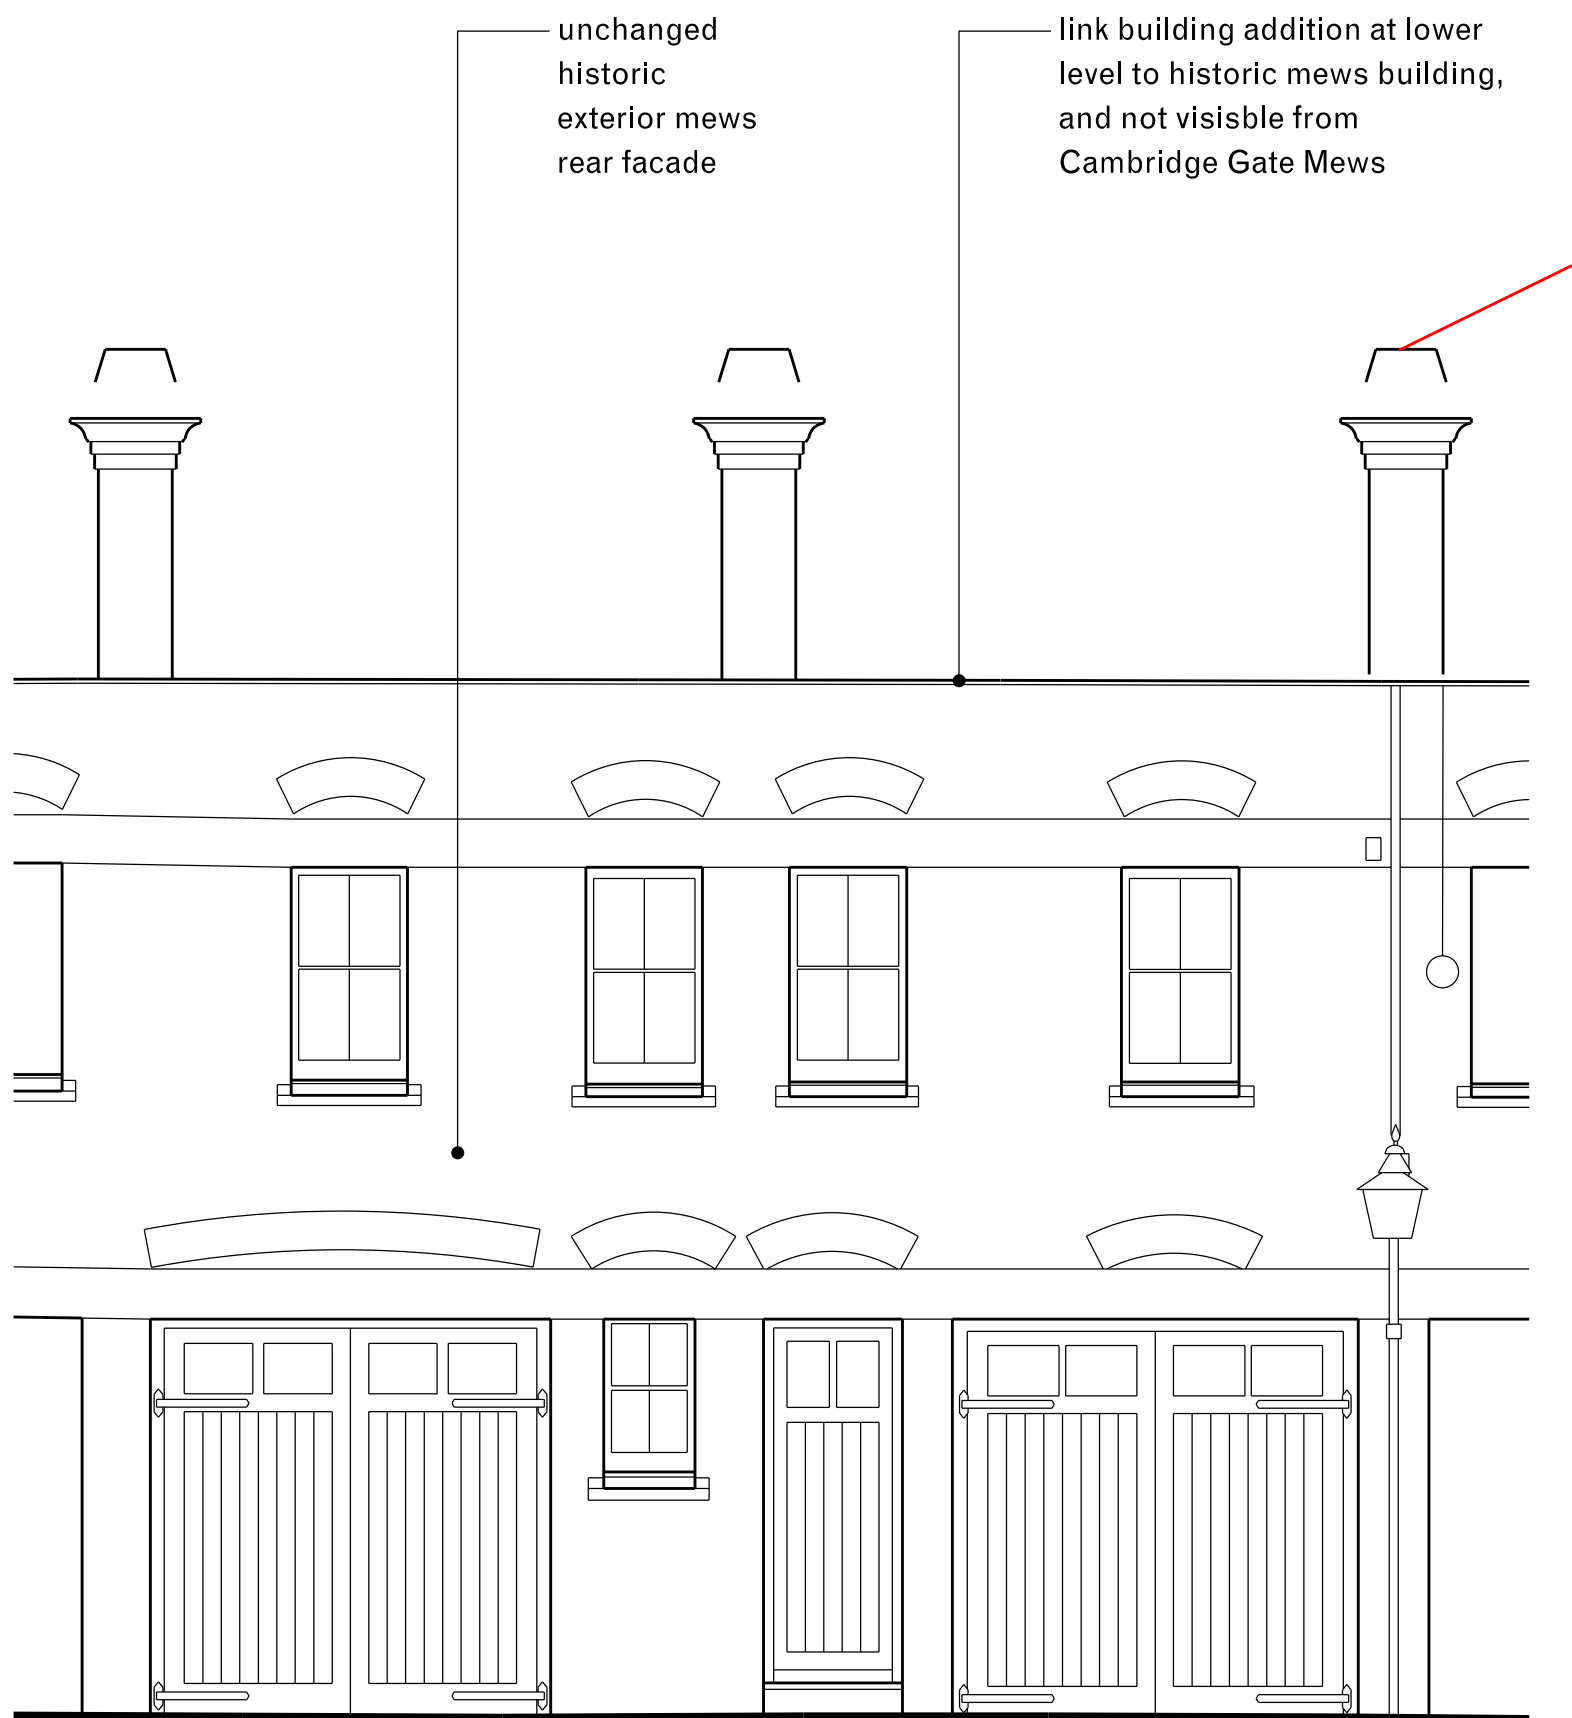 unchanged
historic
exterior mews
rear facade
link building addition at lower
level to historic mews building,
and not visisble from
Cambridge Gate Mews